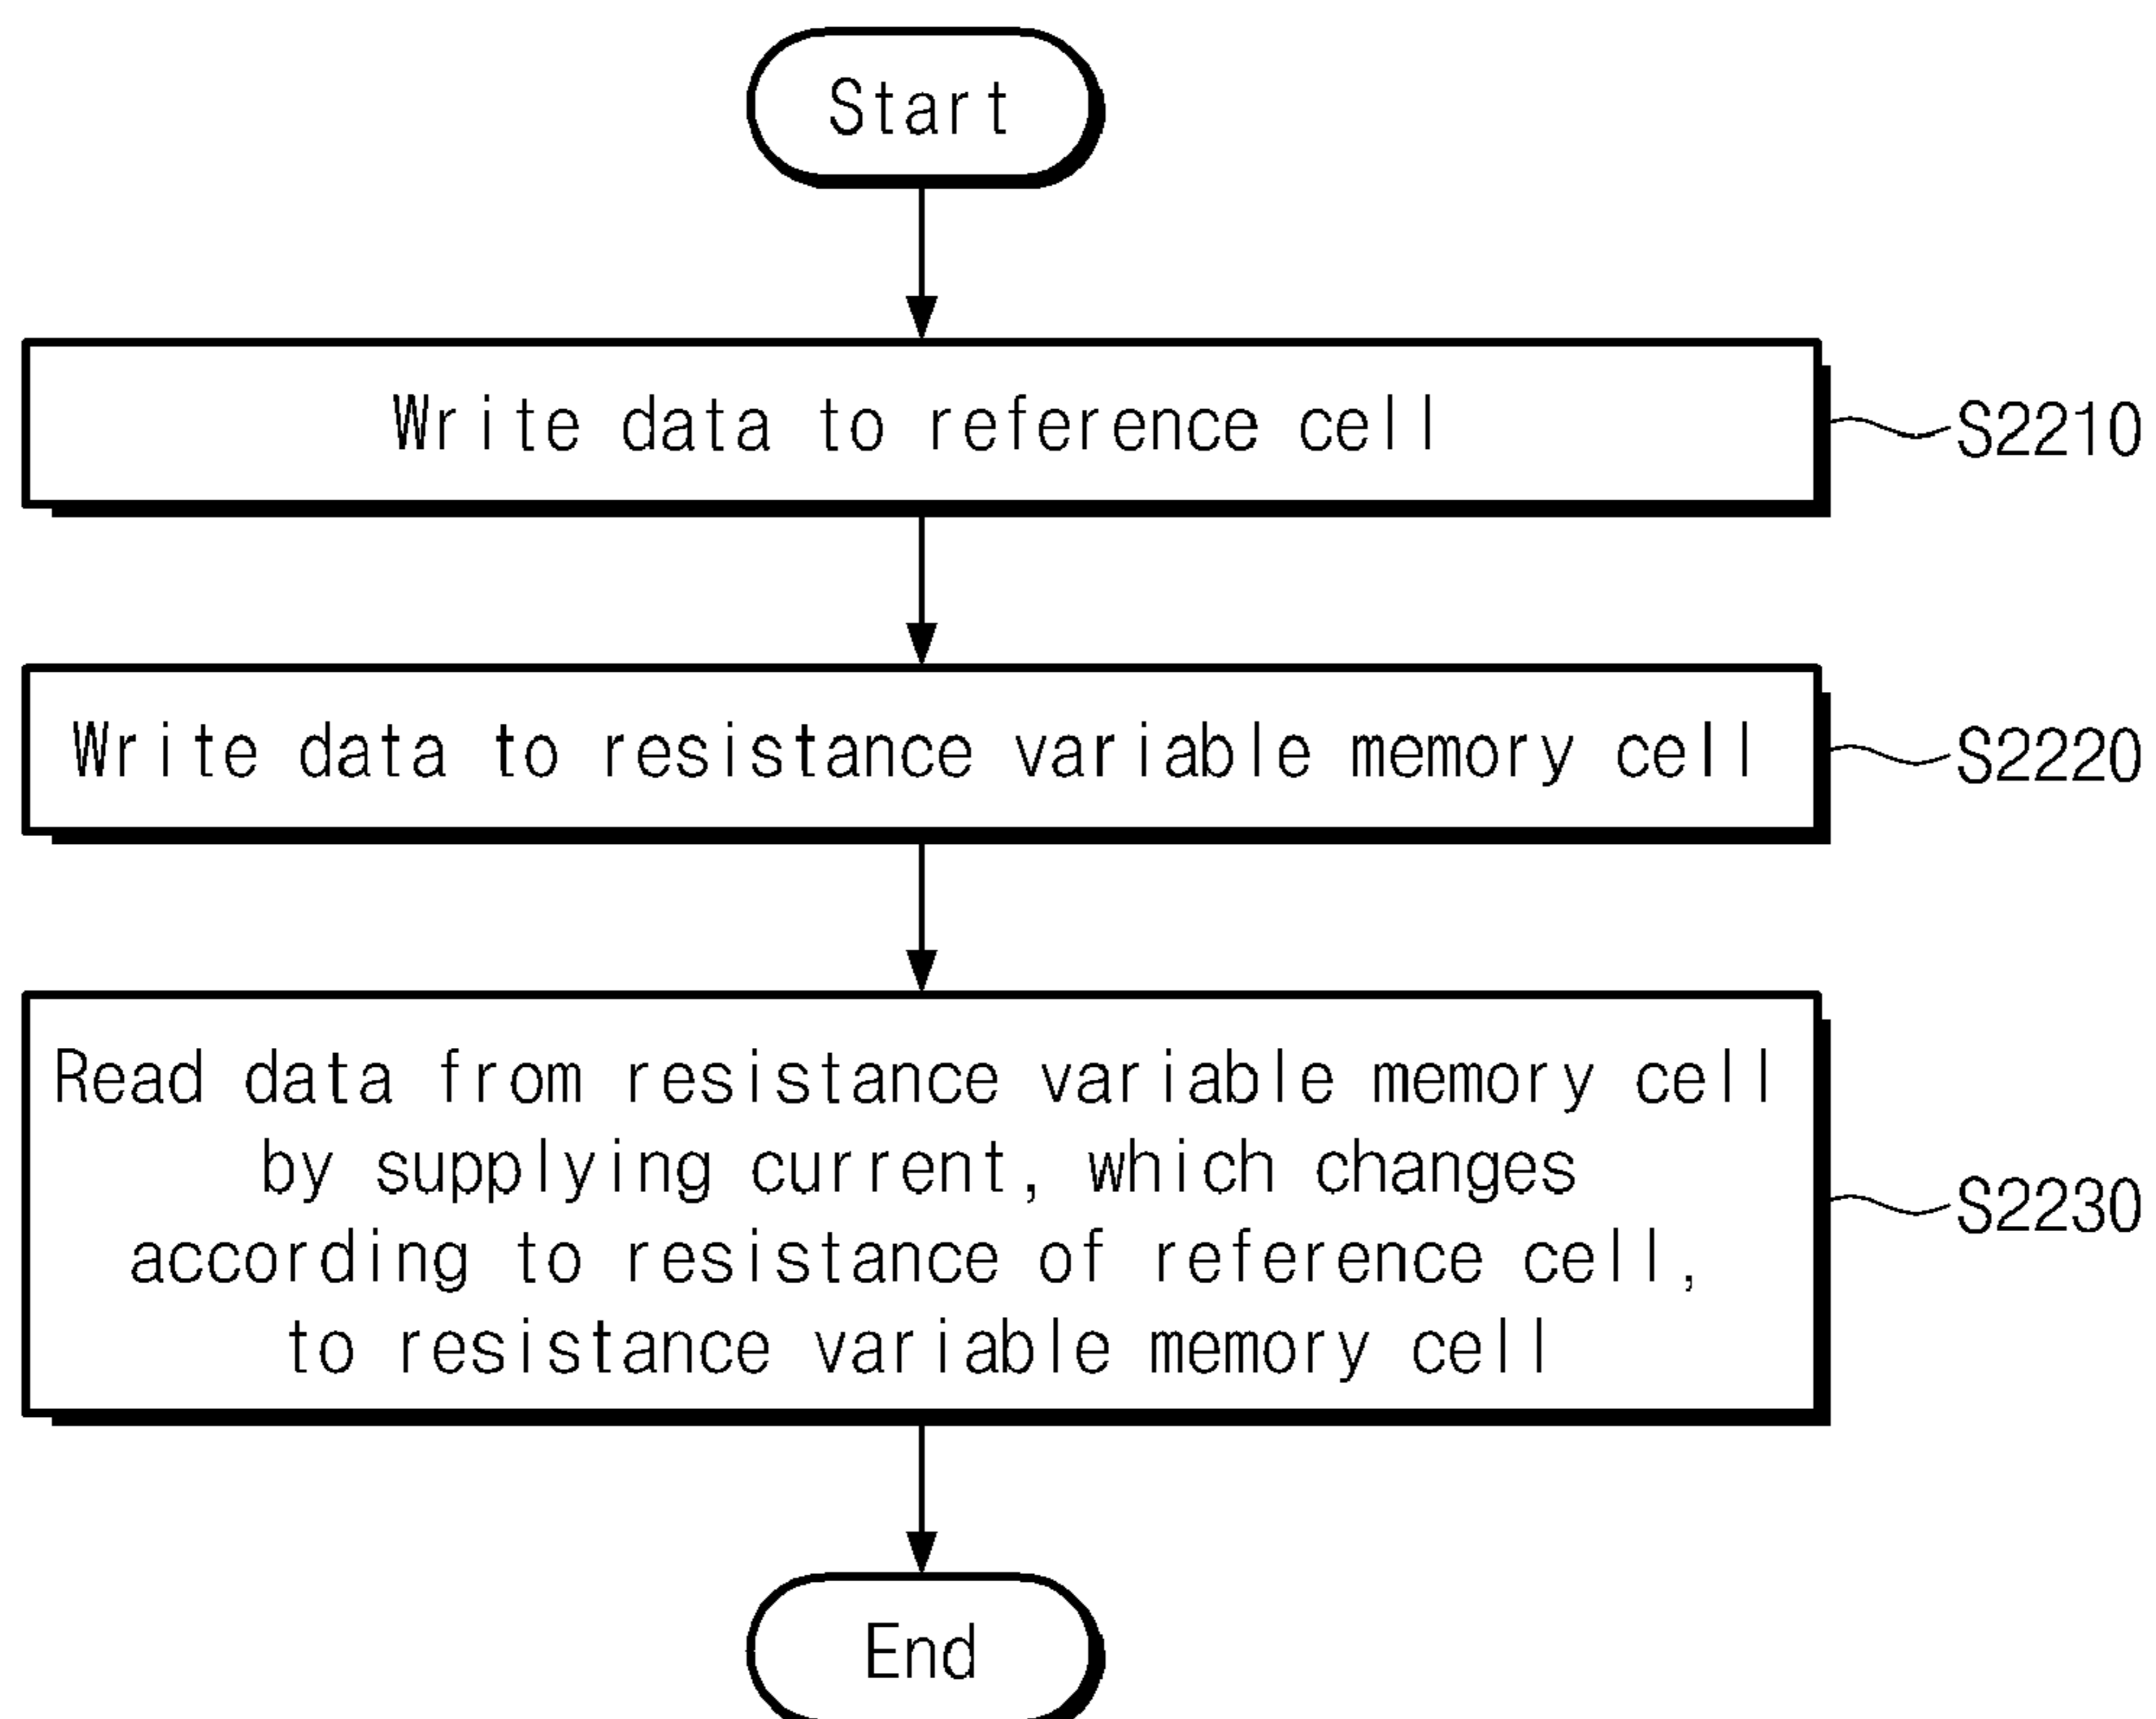 Start
Write data to reference cell
S2210
Write data to resistance variable memory cell
S2220
Read data from resistance variable memory cell
by supplying current, which changes
according to resistance of reference cell,
to resistance variable memory cell
S2230
End